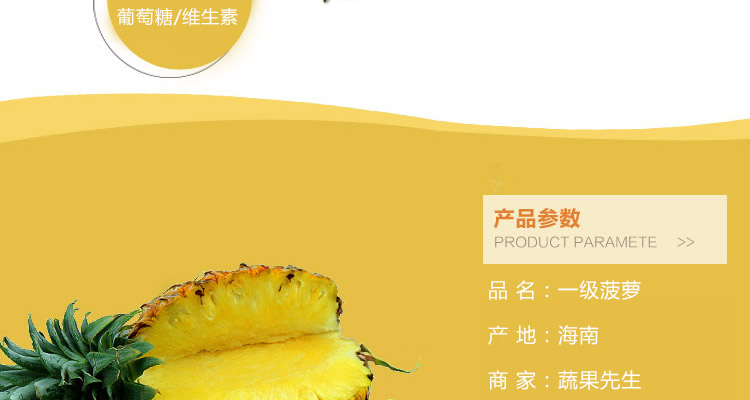 葡萄糖/维生素
产品参数
PRODUCT PARAMETE >>
品 名：一级菠萝
产 地：海南
商 家：蔬果先生